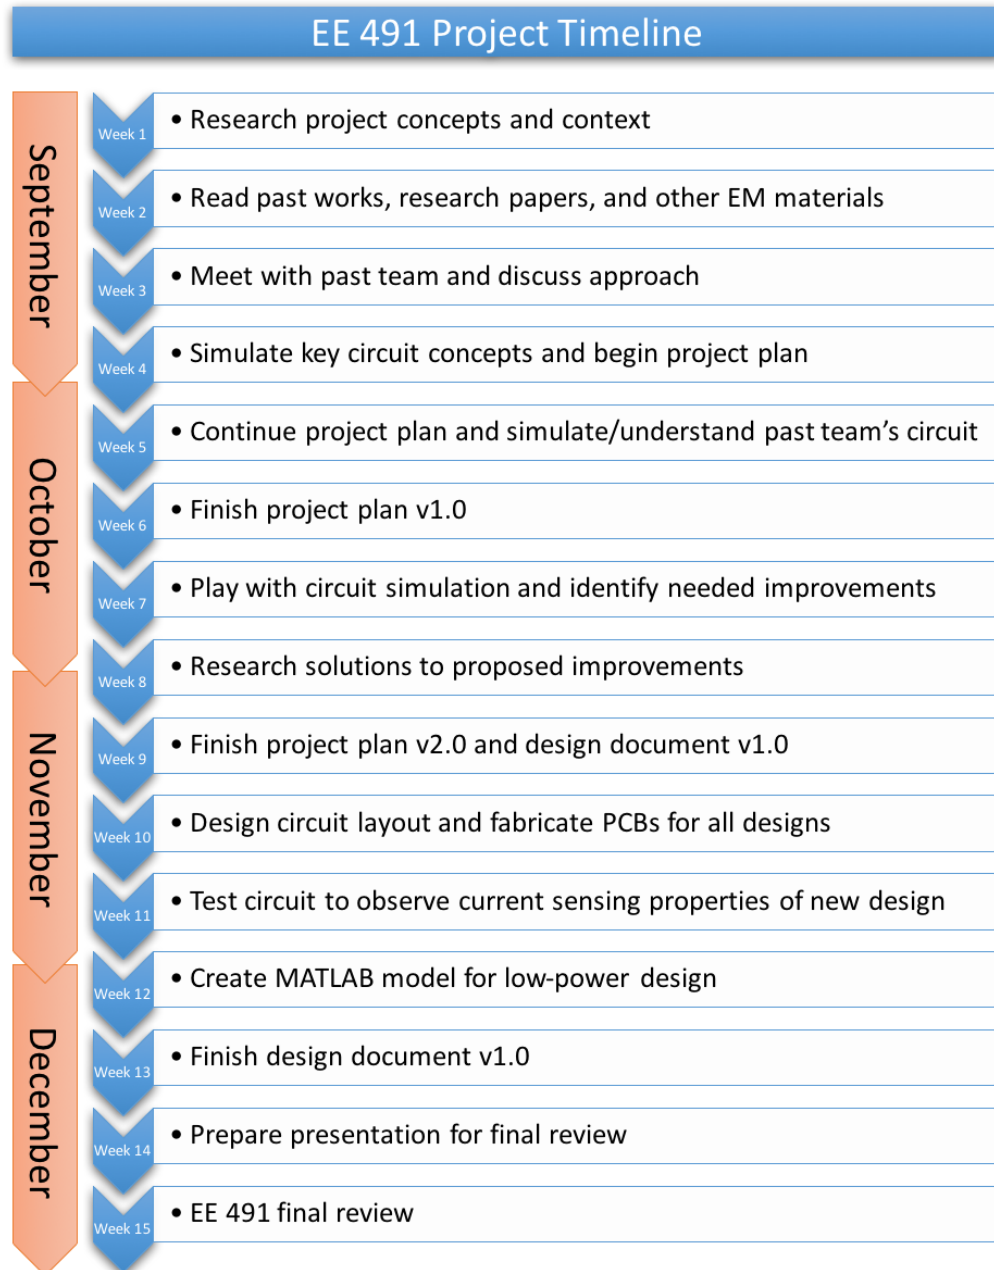 EE 491 Project Timeline
September
Week 1
• Research project concepts and context
Week 2
• Read past works, research papers, and other EM materials
Week 3
• Meet with past team and discuss approach
Week 4
• Simulate key circuit concepts and begin project plan
October
Week 5
• Continue project plan and simulate/understand past team’s circuit
Week 6
• Finish project plan v1.0
Week 7
• Play with circuit simulation and identify needed improvements
Week 8
• Research solutions to proposed improvements
November
Week 9
• Finish project plan v2.0 and design document v1.0
Week 10
• Design circuit layout and fabricate PCBs for all designs
Week 11
• Test circuit to observe current sensing properties of new design
December
Week 12
• Create MATLAB model for low-power design
Week 13
• Finish design document v1.0
Week 14
• Prepare presentation for final review
Week 15
• EE 491 final review